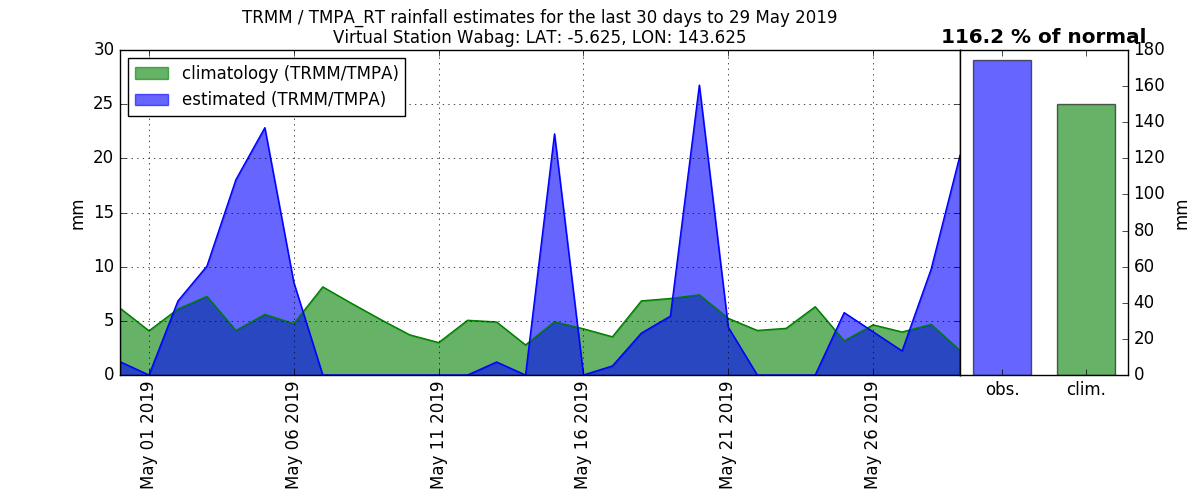 TRMM / TMPA_RT rainfall estimates for the last 30 days to 29 May 2019
Virtual Station Wabag: LAT: -5.625, LON: 143.625
116.2 % of normal
climatology (TRMM/TMPA)
estimated (TRMM/TMPA)
30
25
20
15
10
5
0
mm
May 01 2019
May 06 2019
May 11 2019
May 16 2019
May 21 2019
May 26 2019
obs.
clim.
180
160
140
120
100
80
60
40
20
0
mm